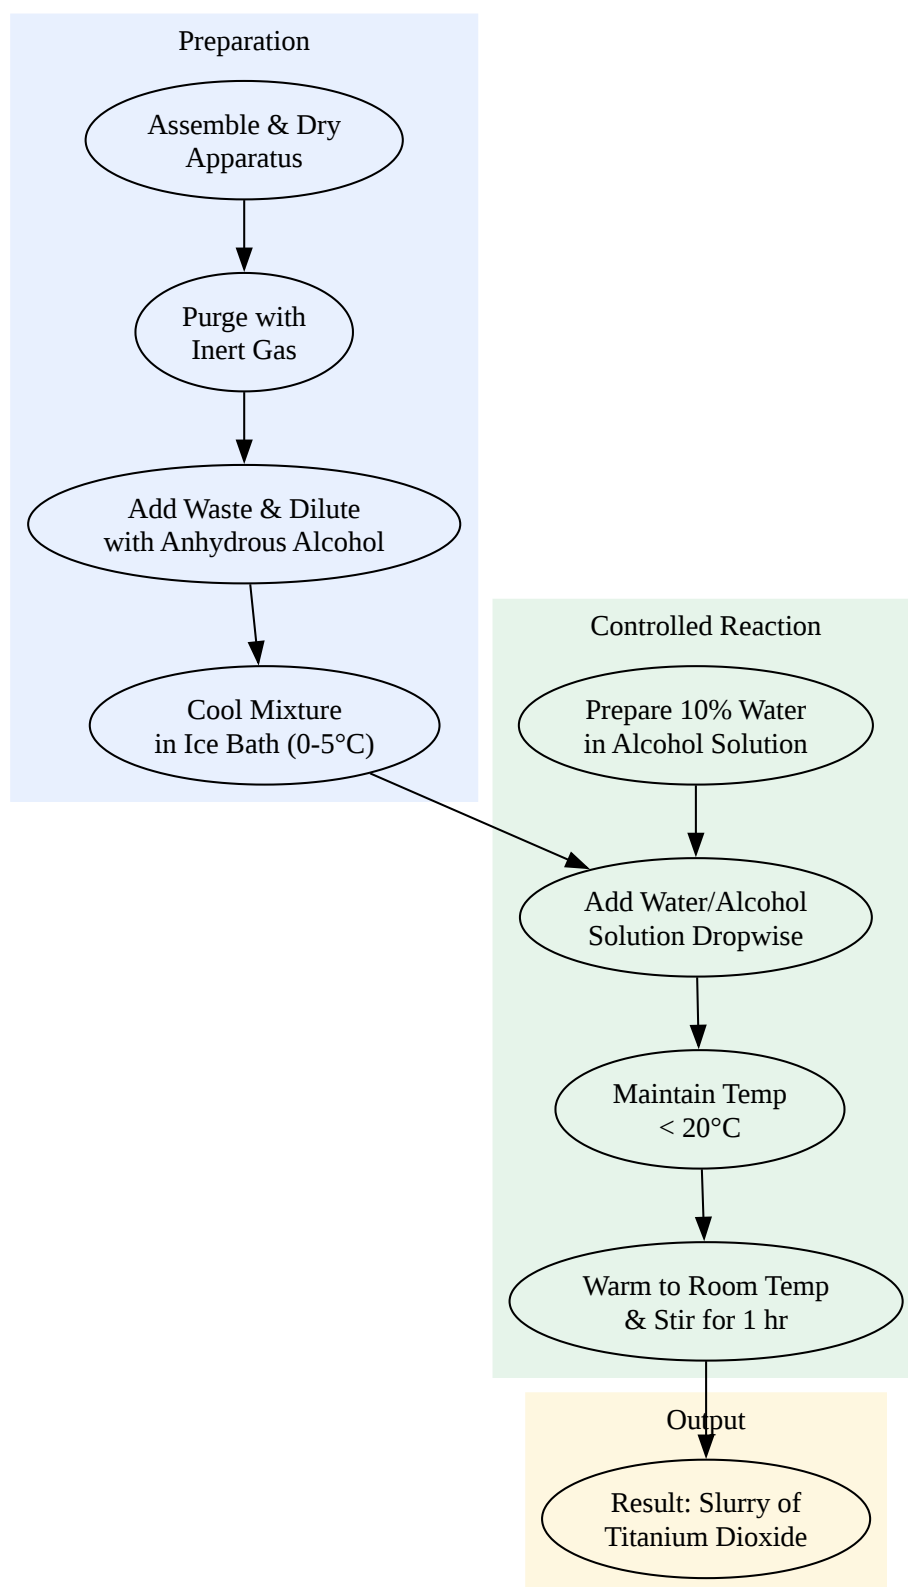 Preparation
Assemble & Dry
Apparatus
Purge with
Inert Gas
Add Waste & Dilute
with Anhydrous Alcohol
Cool Mixture
in Ice Bath (0-5°C)
Controlled Reaction
Prepare 10% Water
in Alcohol Solution
Add Water/Alcohol
Solution Dropwise
Maintain Temp
< 20°C
Warm to Room Temp
& Stir for 1 hr
Output
Result: Slurry of
Titanium Dioxide